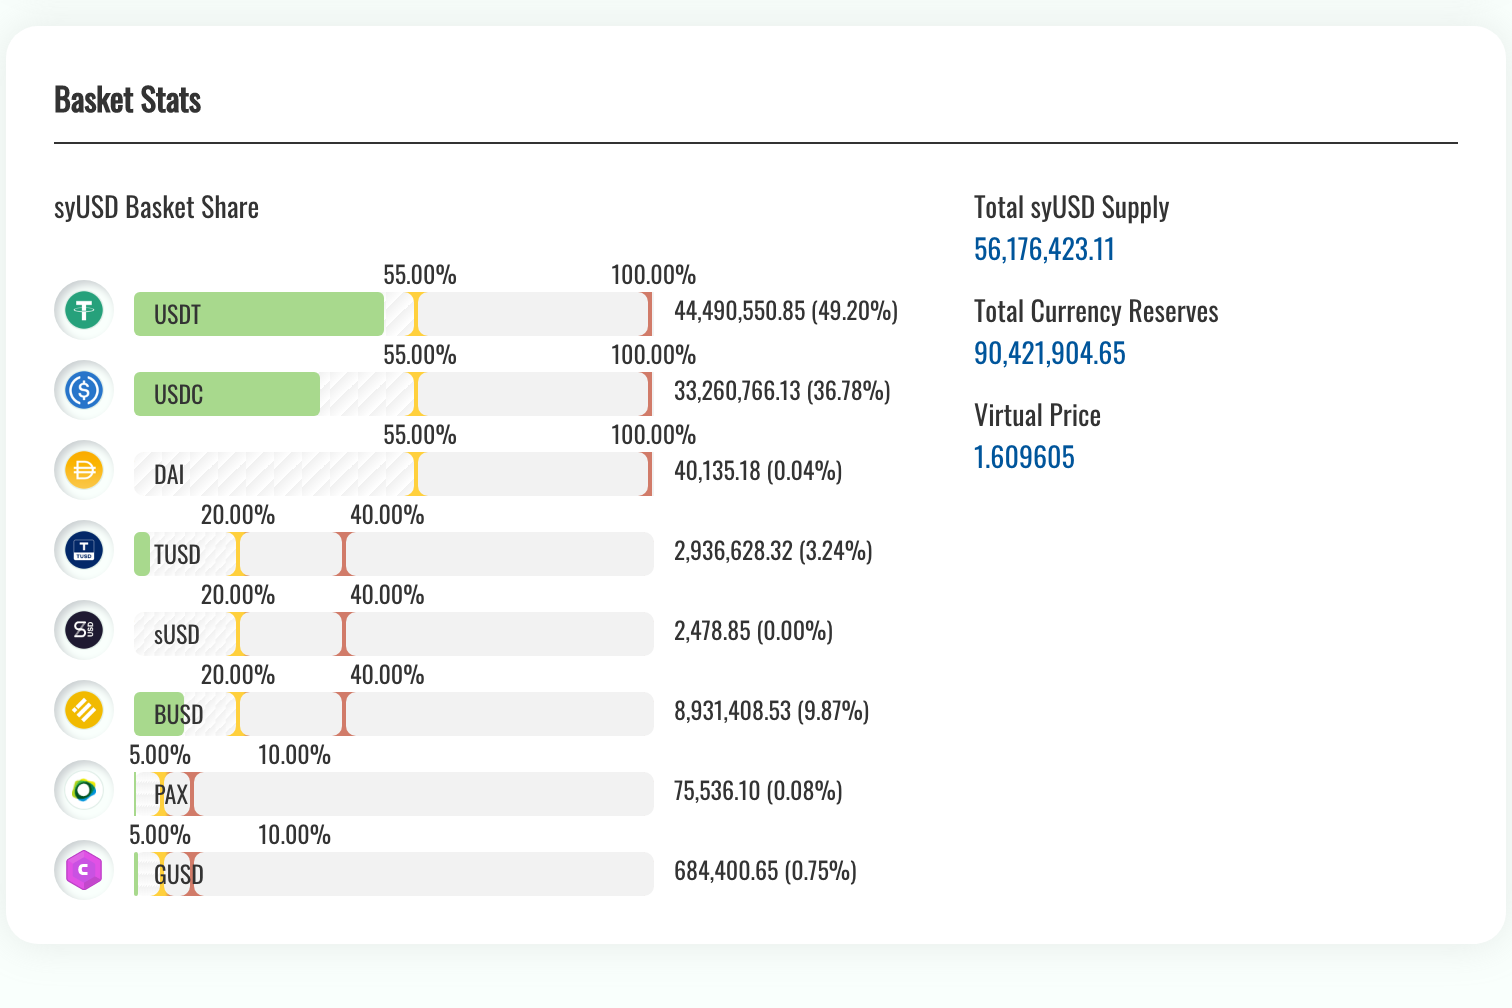 Basket Stats
syUSD Basket Share
55.00% 100.00%
USDT 44,490,550.85 (49.20%)
55.00% 100.00%
USDC 33,260,766.13 (36.78%)
55.00% 100.00%
DAI 40,135.18 (0.04%)
20.00% 40.00%
T
TUSD
TUSD 2,936,628.32 (3.24%)
20.00% 40.00%
S USD
sUSD 2,478.85 (0.00%)
20.00% 40.00%
BUSD 8,931,408.53 (9.87%)
5.00% 10.00%
PAX 75,536.10 (0.08%)
5.00% 10.00%
GUSD 684,400.65 (0.75%)
Total syUSD Supply
56,176,423.11
Total Currency Reserves
90,421,904.65
Virtual Price
1.609605